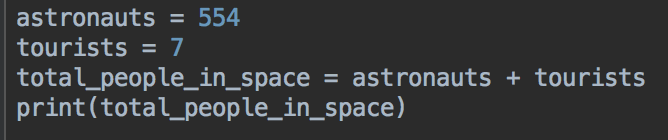 astronauts = 554
tourists = 7
total_people_in_space = astronauts + tourists
print(total_people_in_space)